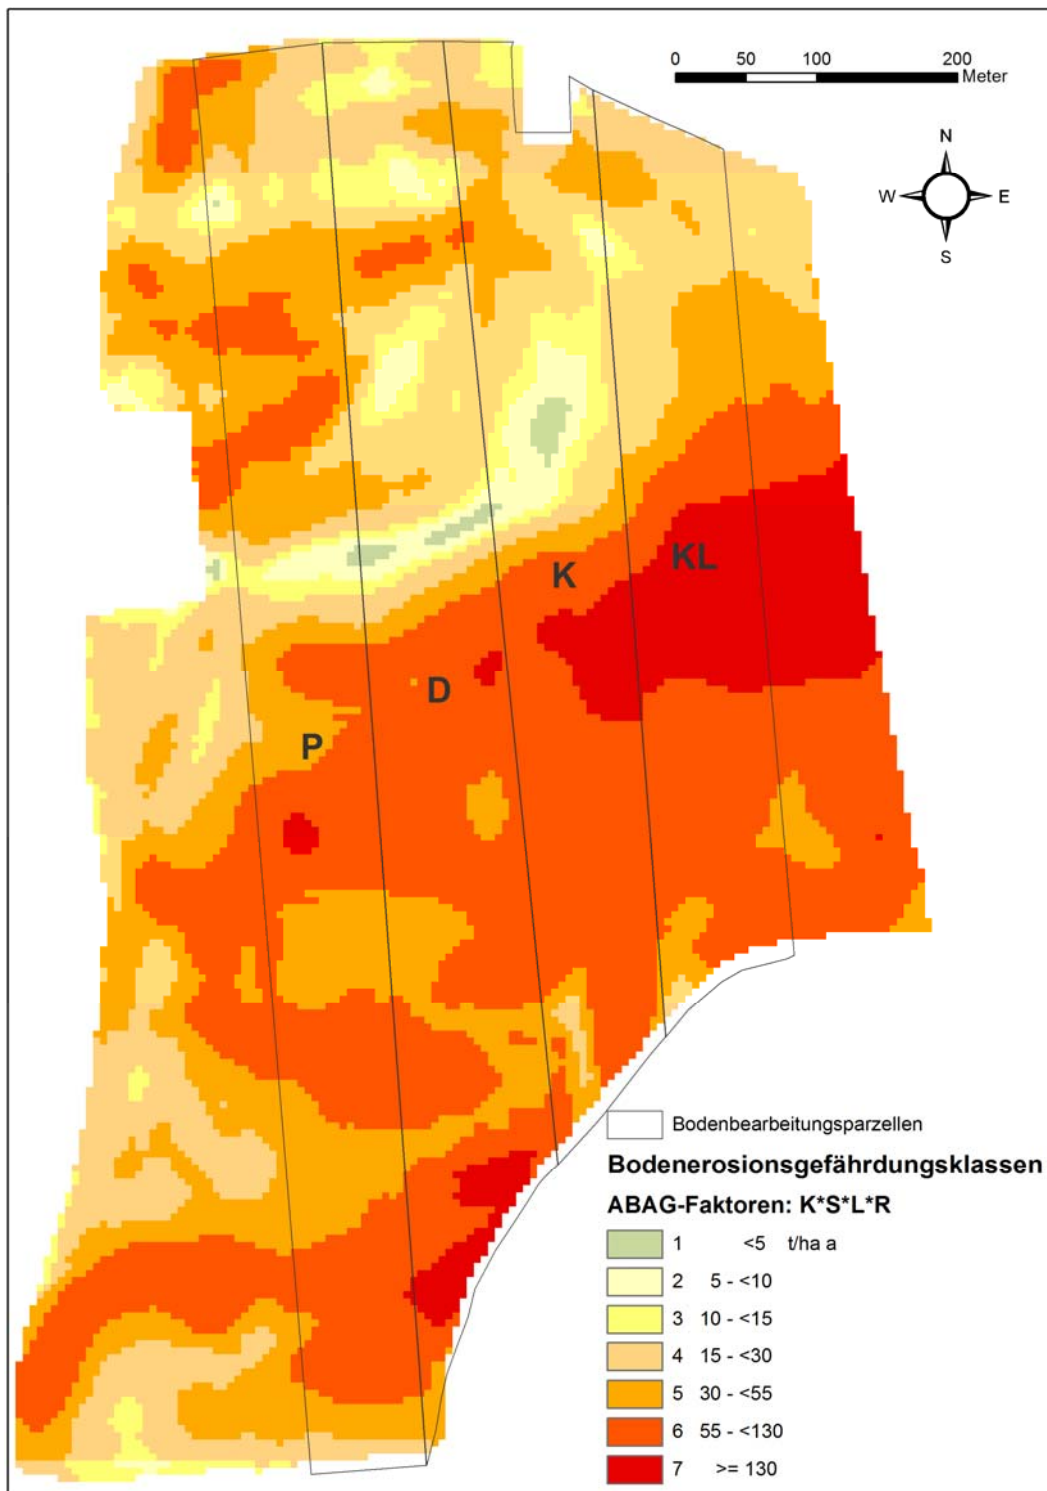 0 50 100 200
Meter
N
W E
S
KL
K
D
P
Bodenbearbeitungsparzellen
Bodenerosionsgefährdungsklassen
ABAG-Faktoren: K*S*L*R
1 <5 t/ha a
2 5 - <10
3 10 - <15
4 15 - <30
5 30 - <55
6 55 - <130
7 >= 130